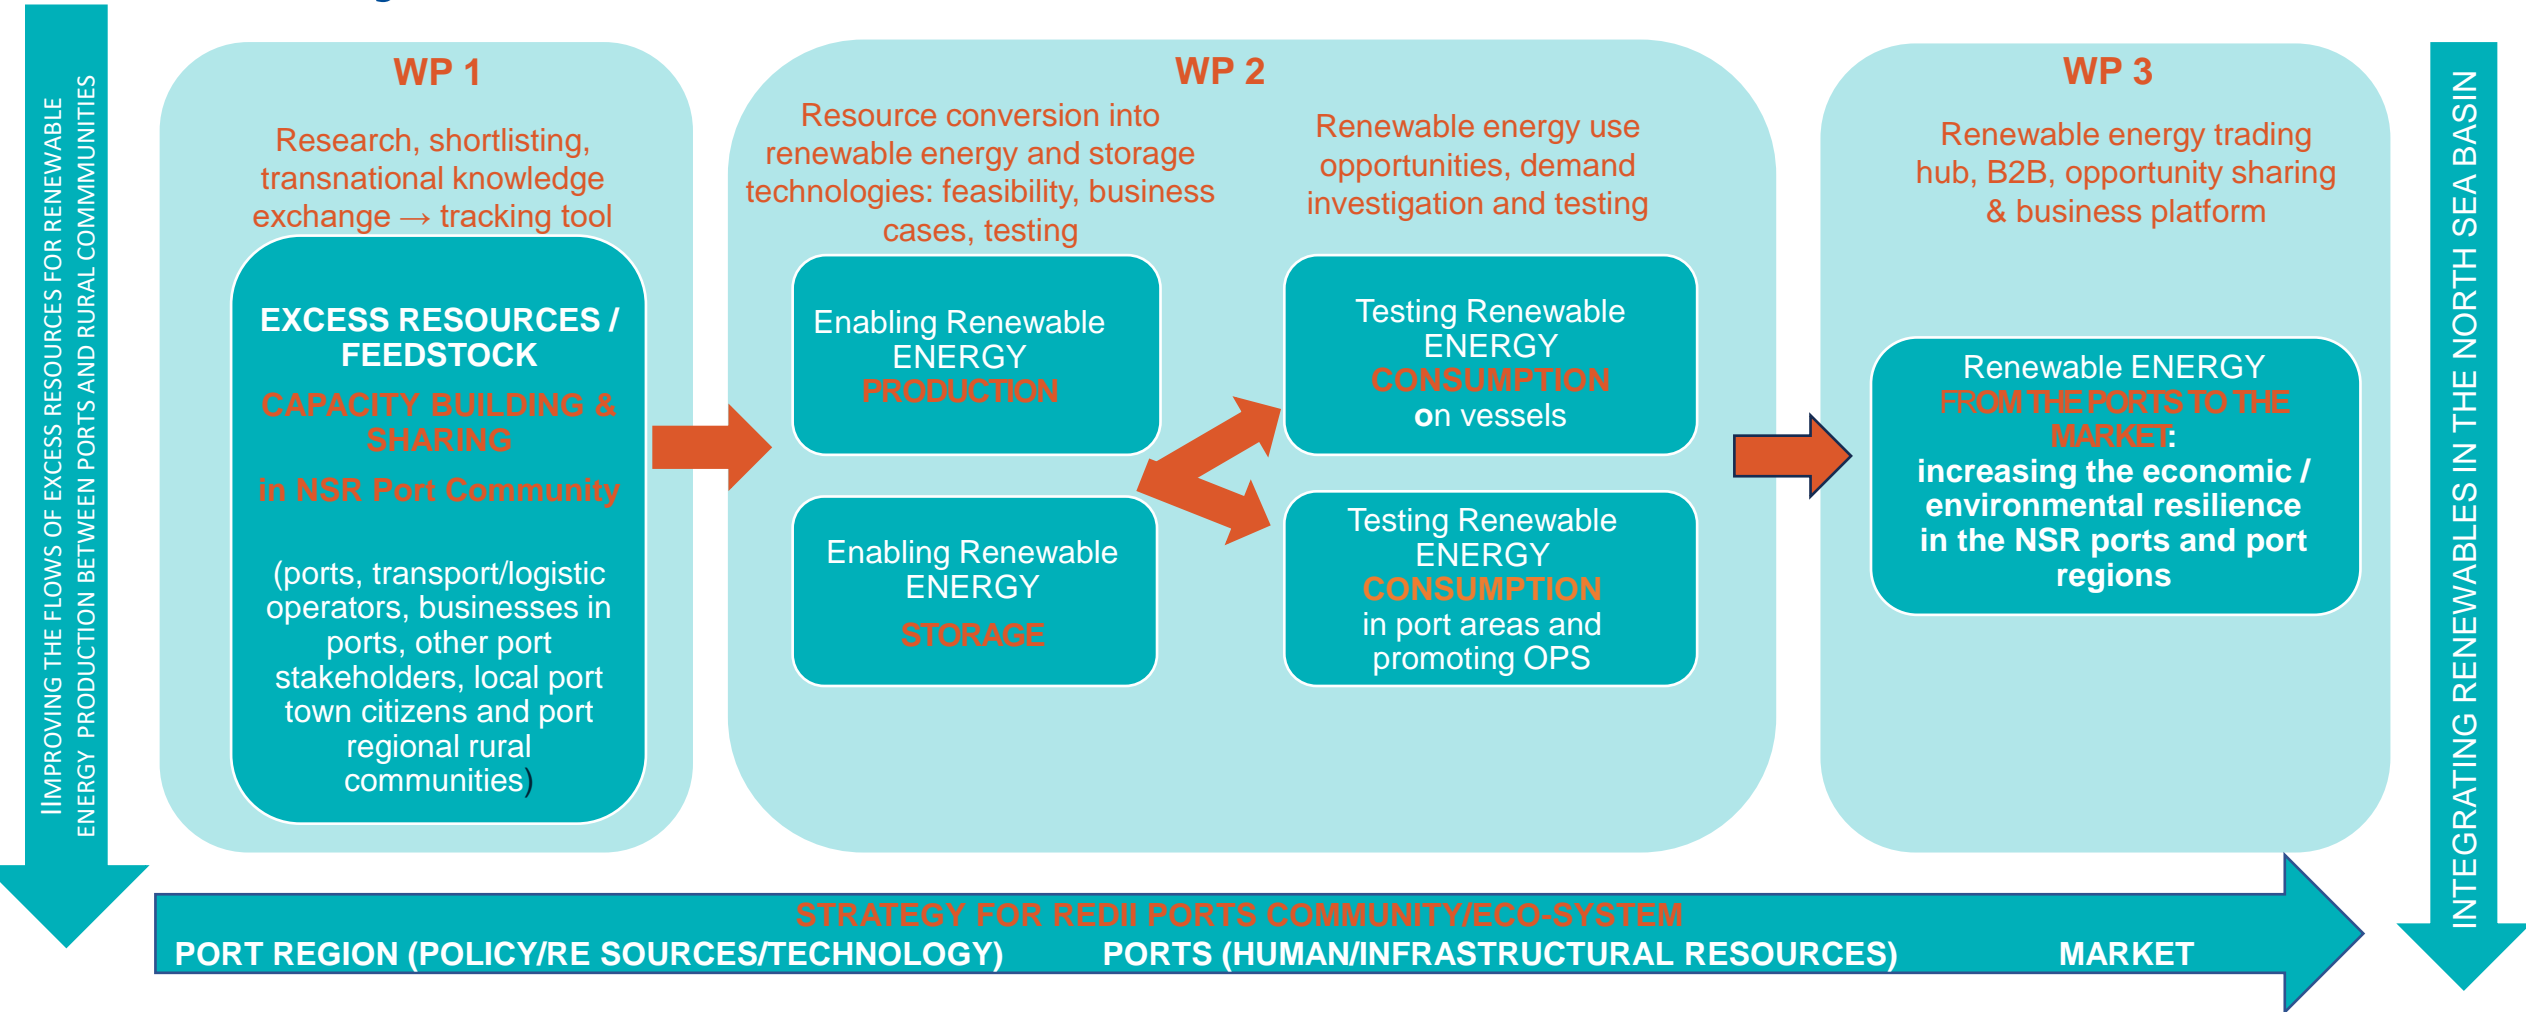 IIMPROVING THE FLOWS OF EXCESS RESOURCES FOR RENEWABLE
ENERGY PRODUCTION BETWEEN PORTS AND RURAL COMMMUNITIES
WP 1
Research, shortlisting,
transnational knowledge
exchange → tracking tool
EXCESS RESOURCES /
FEEDSTOCK
CAPACITY BUILDING &
SHARING
in NSR Port Community
(ports, transport/logistic
operators, businesses in
ports, other port
stakeholders, local port
town citizens and port
regional rural
communities)
WP 2
Resource conversion into
renewable energy and storage
technologies: feasibility, business
cases, testing
Renewable energy use
opportunities, demand
investigation and testing
Enabling Renewable
ENERGY
PRODUCTION
Enabling Renewable
ENERGY
STORAGE
Testing Renewable
ENERGY
CONSUMPTION
on vessels
Testing Renewable
ENERGY
CONSUMPTION
in port areas and
promoting OPS
WP 3
Renewable energy trading
hub, B2B, opportunity sharing
& business platform
Renewable ENERGY
FROM THE PORTS TO THE
MARKET:
increasing the economic /
environmental resilience
in the NSR ports and port
regions
INTEGRATING RENEWABLES IN THE NORTH SEA BASIN
STRATEGY FOR REDII PORTS COMMUNITY/ECO-SYSTEM
PORT REGION (POLICY/RE SOURCES/TECHNOLOGY) PORTS (HUMAN/INFRASTRUCTURAL RESOURCES) MARKET